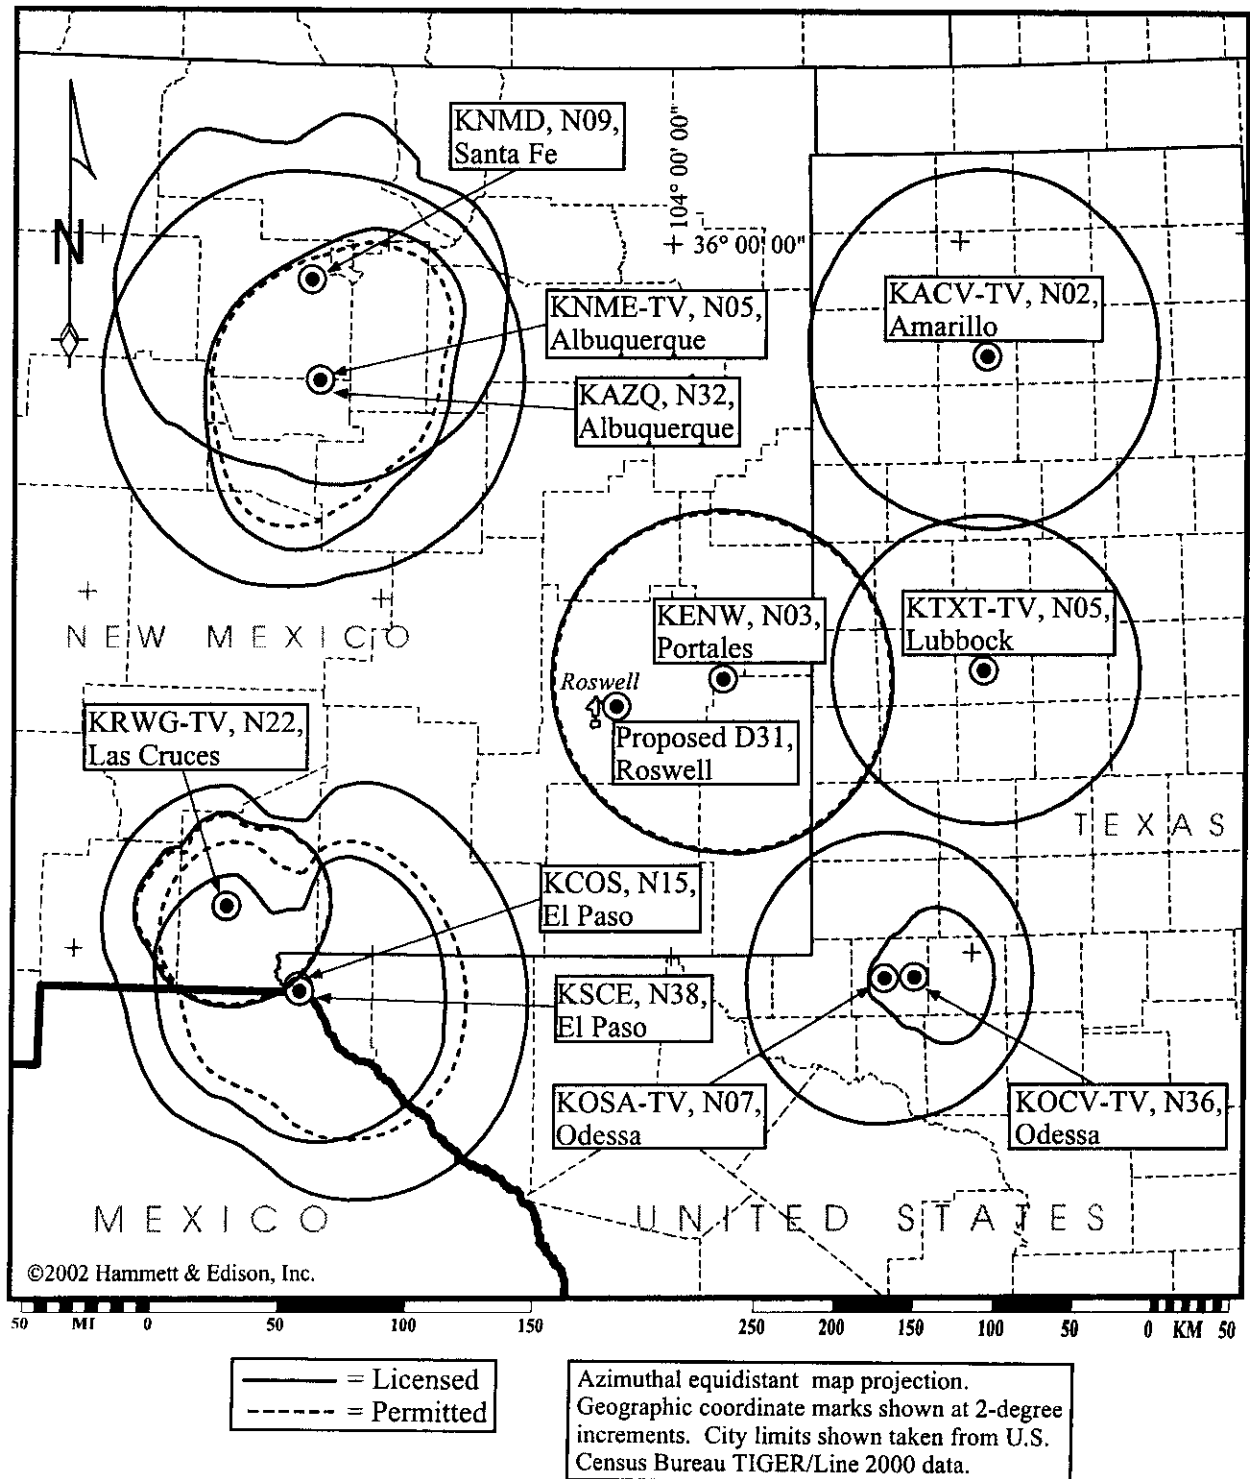 KNMD, N09,
Santa Fe
104° 00' 00"
N
36° 00' 00"
KNME-TV, N05,
Albuquerque
KACV-TV, N02,
Amarillo
KAZQ, N32,
Albuquerque
KENW, N03,
Portales
KTXT-TV, N05,
Lubbock
NEW MEXICO
Roswell
KRWG-TV, N22,
Las Cruces
Proposed D31,
Roswell
TEXAS
KCOS, N15,
El Paso
KSCE, N38,
El Paso
KOSA-TV, N07,
Odessa
KOCV-TV, N36,
Odessa
MEXICO
UNITED STATES
©2002 Hammett & Edison, Inc.
50 MI 0 50 100 150 250 200 150 100 50 0 KM 50
= Licensed
= Permitted
Azimuthal equidistant map projection.
Geographic coordinate marks shown at 2-degree
increments. City limits shown taken from U.S.
Census Bureau TIGER/Line 2000 data.